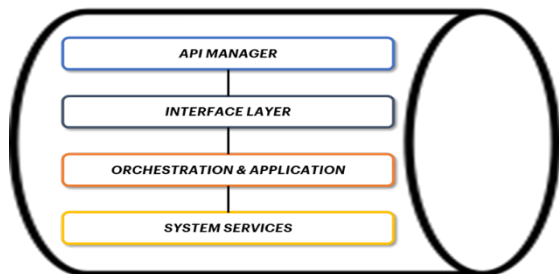 API MANAGER
INTERFACE LAYER
ORCHESTRATION & APPLICATION
SYSTEM SERVICES